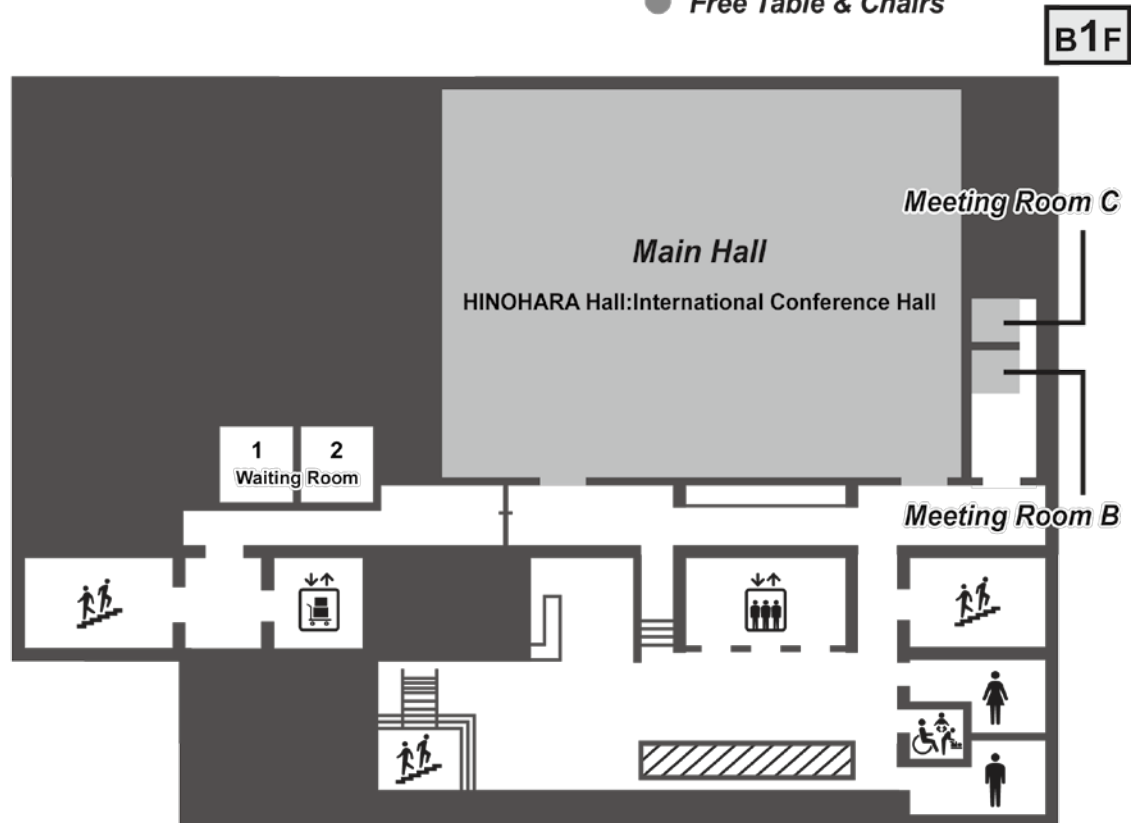 Free Table & Chairs
B1F
Meeting Room C
Main Hall
HINOHARA Hall:International Conference Hall
1
2
Waiting Room
Meeting Room B